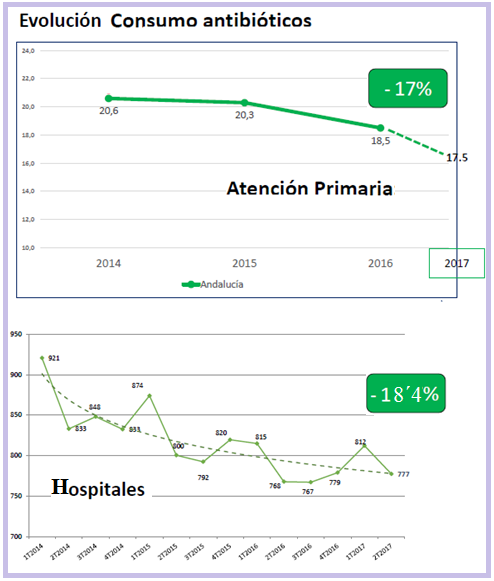 Evolución Consumo antibióticos
24,0
22,0
20,0
18,0
16,0
14,0
12,0
10,0
- 17%
20,6
20,3
18,5
17.5
Atención Primaria
2014
2015
2016
2017
Andalucía
950
900
850
800
750
700
- 18´4%
921
833
848
833
874
800
792
820
815
768
767
779
812
777
Hospitales
1T2014
2T2014
3T2014
4T2014
1T2015
2T2015
3T2015
4T2015
1T2016
2T2016
3T2016
4T2016
1T2017
2T2017